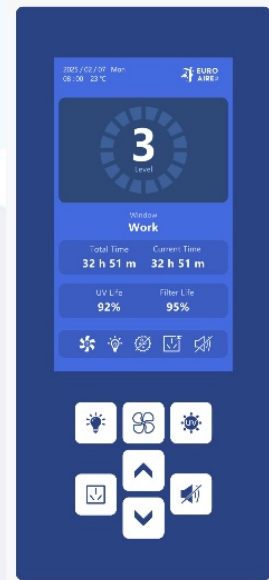 2025/02/07 Mon
08:00 23℃
EURO
AIRE
3
Level
Window
Work
Total Time Current Time
32 h 51 m 32 h 51 m
UV Life Filter Life
92% 95%
UV